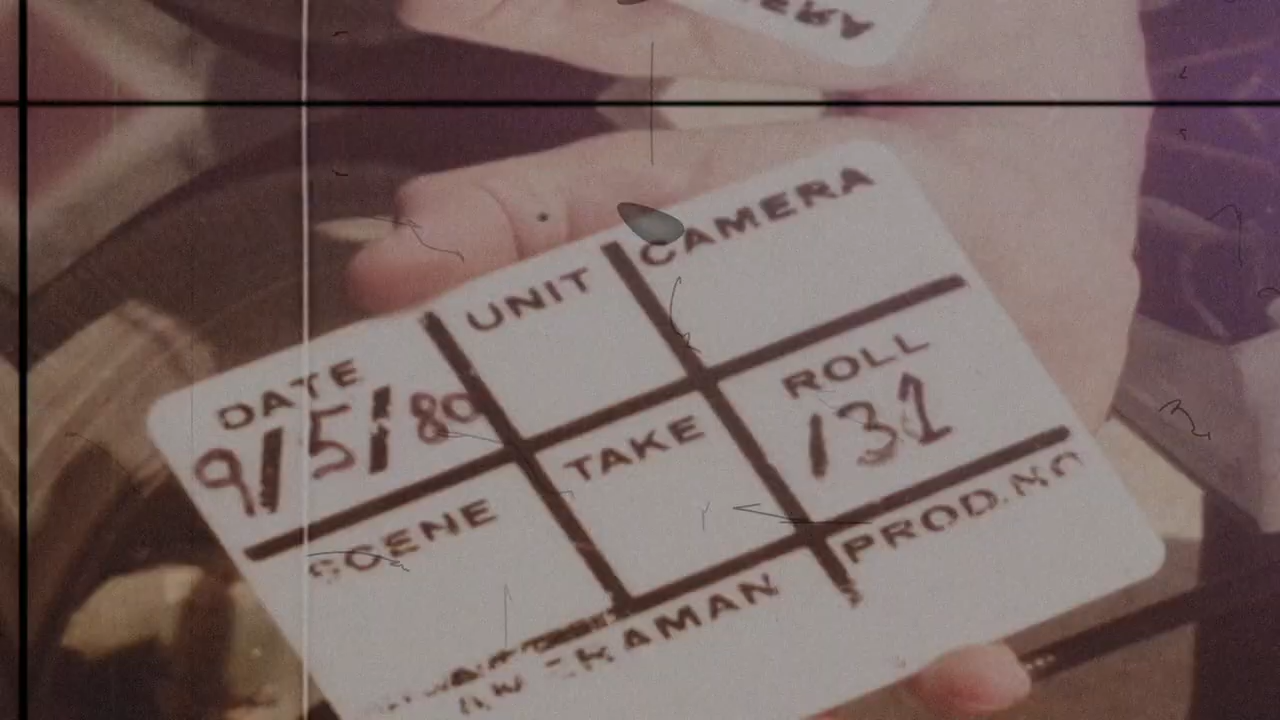 CAMERA
UNIT
DATE
9/5/80
ROLL
131
TAKE
SCENE
PROD. NO